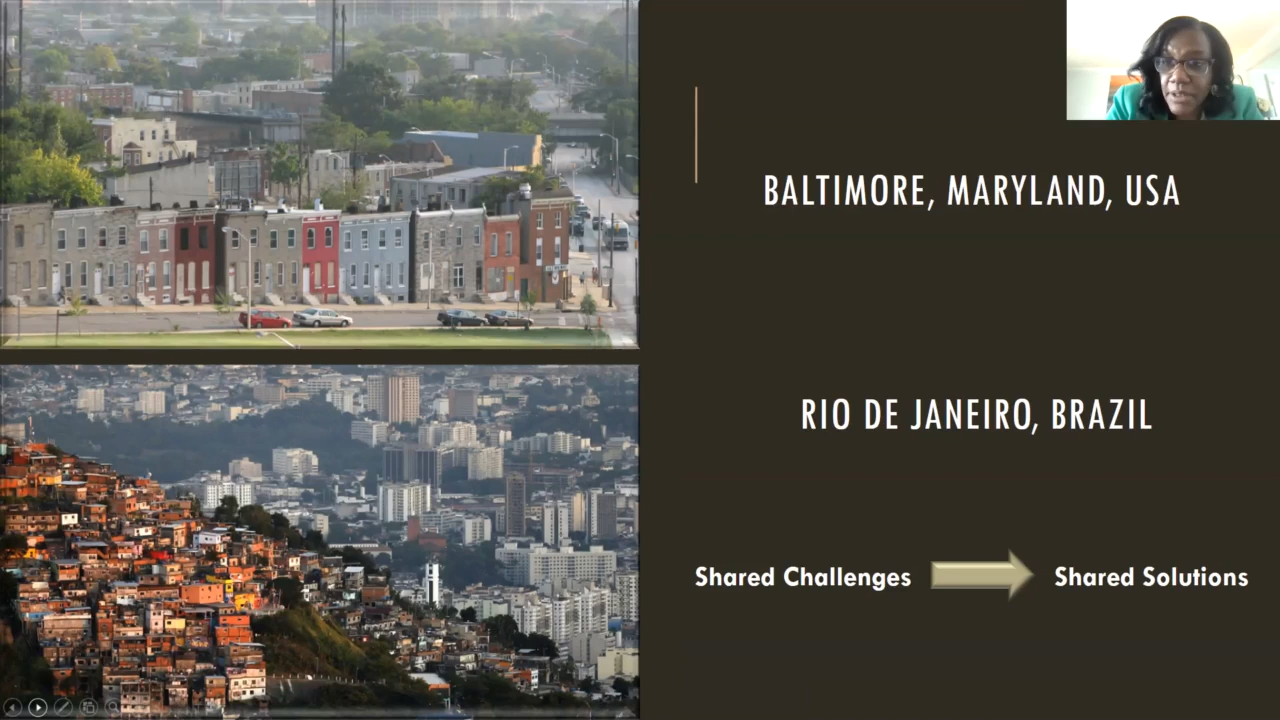 BALTIMORE, MARYLAND, USA
RIO DE JANEIRO, BRAZIL
Shared Challenges
Shared Solutions